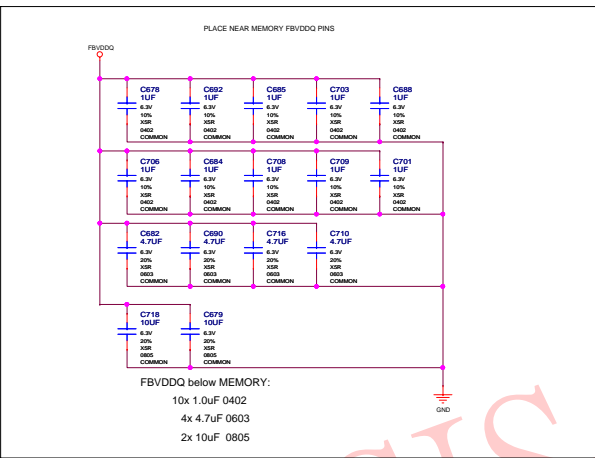 PLACE NEAR MEMORY FBVDDQ PINS
FBVDDQ
C678 C692 C685 C703 C688
1UF 1UF 1UF 1UF 1UF
6.3V 6.3V 6.3V 6.3V 6.3V
10% 10% 10% 10% 10%
X5R X5R X5R X5R X5R
0402 0402 0402 0402 0402
COMMON COMMON COMMON COMMON COMMON
C706 C684 C708 C709 C701
1UF 1UF 1UF 1UF 1UF
6.3V 6.3V 6.3V 6.3V 6.3V
10% 10% 10% 10% 10%
X5R X5R X5R X5R X5R
0402 0402 0402 0402 0402
COMMON COMMON COMMON COMMON COMMON
C682 C690 C716 C710
4.7UF 4.7UF 4.7UF 4.7UF
6.3V 6.3V 6.3V 6.3V
20% 20% 20% 20%
X5R X5R X5R X5R
0603 0603 0603 0603
COMMON COMMON COMMON COMMON
C718 C679
10UF 10UF
6.3V 6.3V
20% 20%
X5R X5R
0805 0805
COMMON COMMON
FBVDDQ below MEMORY:
10x 1.0uF 0402
4x 4.7uF 0603
2x 10uF 0805
GND